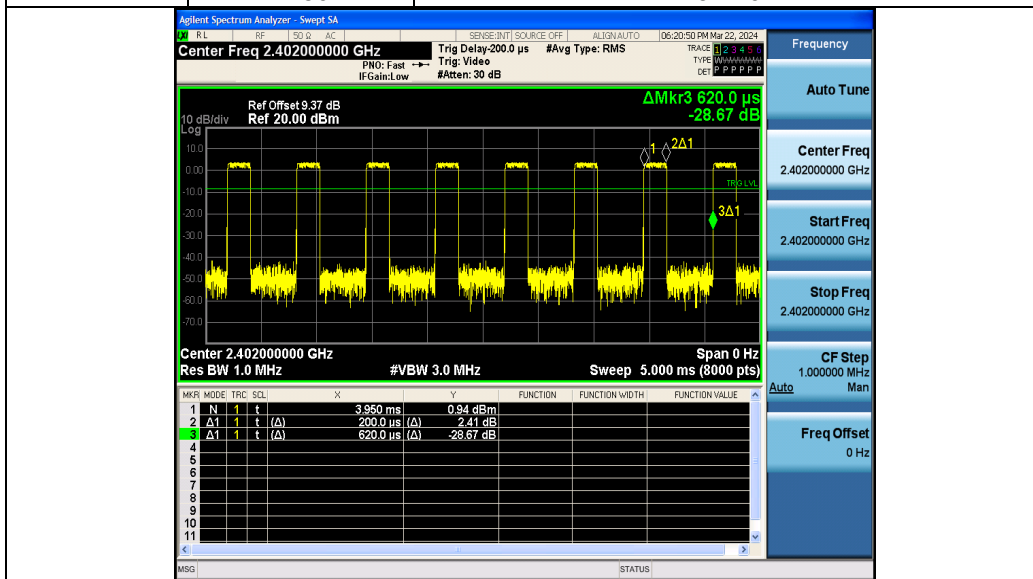 Agilent Spectrum Analyzer - Swept SA
LXI RL RF 50 Ω AC SENSE:INT SOURCE OFF ALIGNAUTO 06:20:50 PM Mar 22, 2024
Center Freq 2.402000000 GHz Trig Delay-200.0 µs #Avg Type: RMS TRACE 1 2 3 4 5 6
PNO: Fast Trig: Video TYPE W
IFGain:Low #Atten: 30 dB DET P P P P P P
Frequency
Auto Tune
Center Freq
2.402000000 GHz
Start Freq
2.402000000 GHz
Stop Freq
2.402000000 GHz
CF Step
1.000000 MHz
Auto Man
Freq Offset
0 Hz
ΔMkr3 620.0 µs
Ref Offset 9.37 dB
10 dB/div Ref 20.00 dBm -28.67 dB
Log
10.0
0.00
-10.0
-20.0
-30.0
-40.0
-50.0
-60.0
-70.0
1 2Δ1
TRIG LVL
3Δ1
Center 2.402000000 GHz Span 0 Hz
Res BW 1.0 MHz #VBW 3.0 MHz Sweep 5.000 ms (8000 pts)
MKR MODE TRC SCL X Y FUNCTION FUNCTION WIDTH FUNCTION VALUE
1 N 1 t 3.950 ms 0.94 dBm
2 Δ1 1 t (Δ) 200.0 µs (Δ) 2.41 dB
3 Δ1 1 t (Δ) 620.0 µs (Δ) -28.67 dB
4
5
6
7
8
9
10
11
MSG STATUS